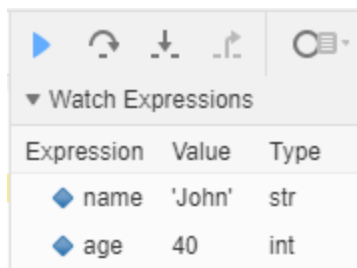 Watch Expressions
Expression Value Type
name 'John' str
age 40 int